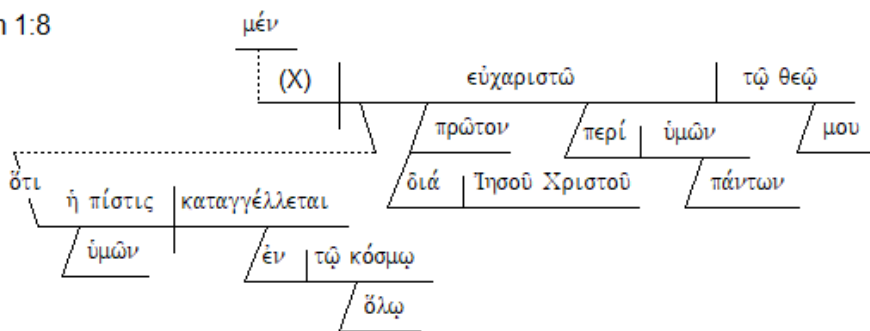 n 1:8
μέν
(X) εὐχαριστῶ τῷ θεῷ
πρῶτον περί ὑμῶν μου
ὅτι ἡ πίστις καταγγέλλεται διά Ἰησοῦ Χριστοῦ πάντων
ὑμῶν ἐν τῷ κόσμῳ
ὅλῳ